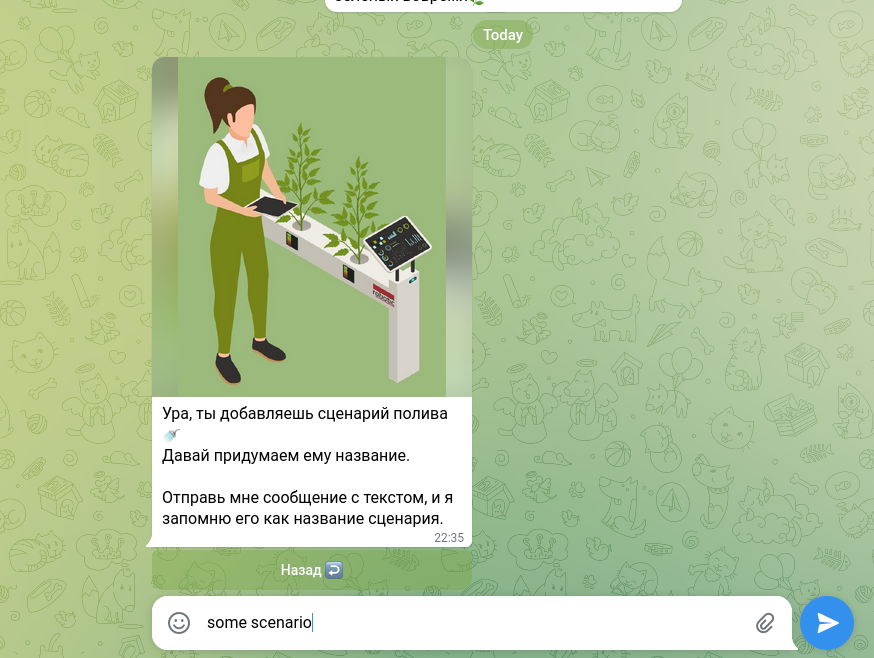 Today
Ура, ты добавляешь сценарий полива
🚿
Давай придумаем ему название.
Отправь мне сообщение с текстом, и я
запомню его как название сценария.
22:35
Назад ↩️
some scenario